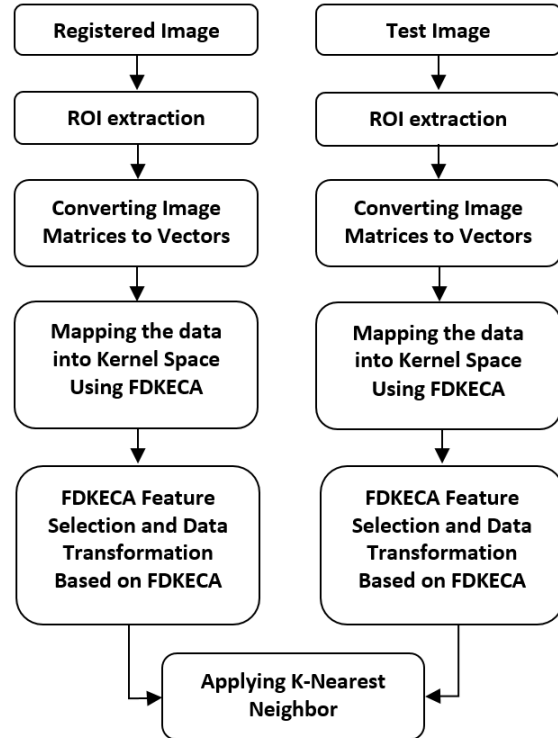 Registered Image
ROI extraction
Converting Image
Matrices to Vectors
Mapping the data
into Kernel Space
Using FDKECA
FDKECA Feature
Selection and Data
Transformation
Based on FDKECA
Test Image
ROI extraction
Converting Image
Matrices to Vectors
Mapping the data
into Kernel Space
Using FDKECA
FDKECA Feature
Selection and Data
Transformation
Based on FDKECA
Applying K-Nearest
Neighbor